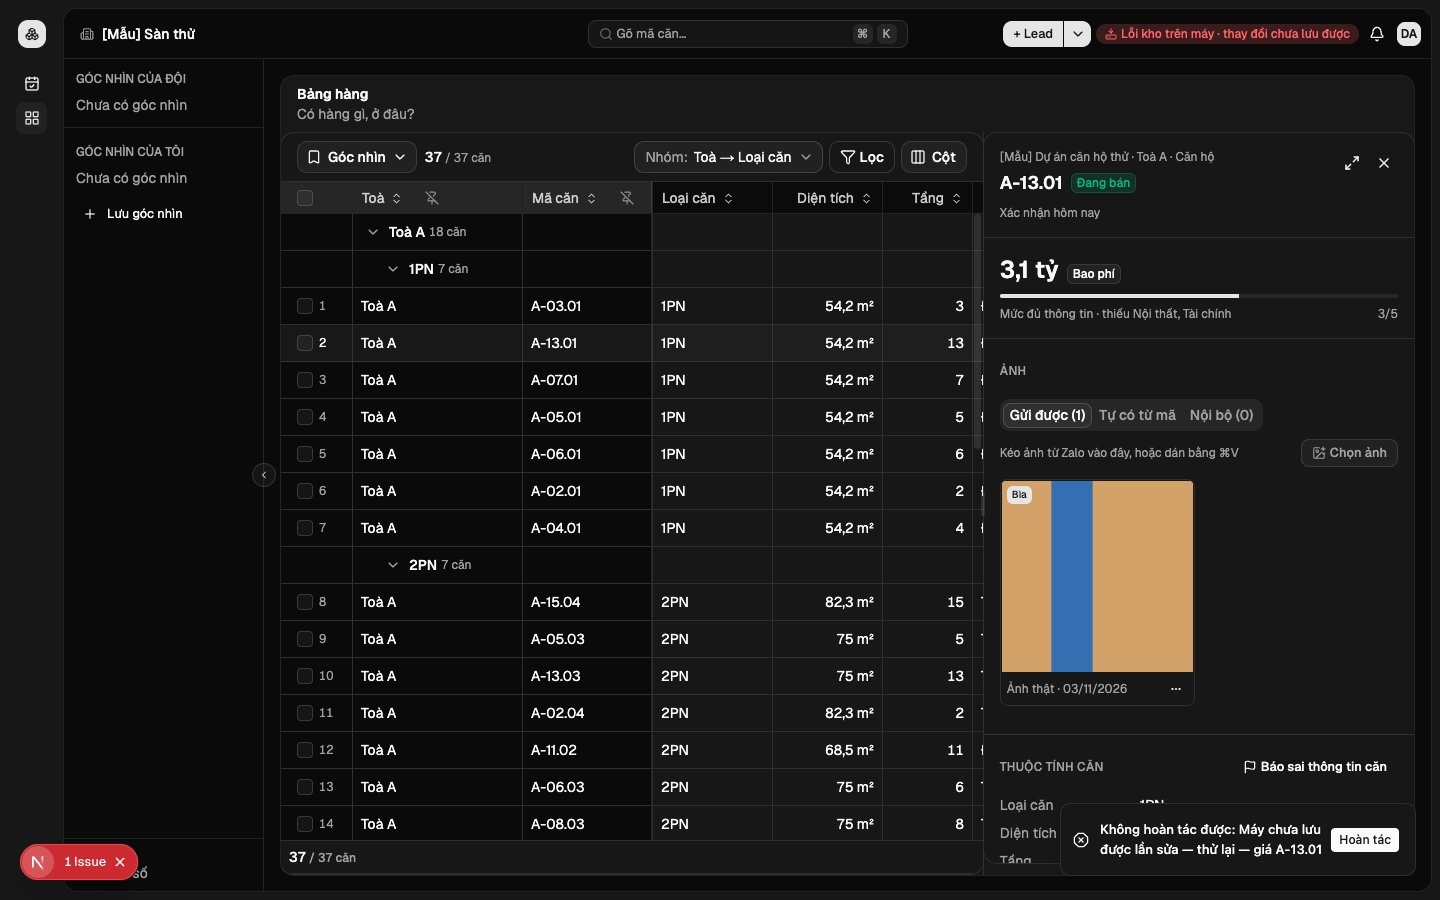 [Mẫu] Sàn thử
Gõ mã căn...
⌘ K
+ Lead
Lỗi kho trên máy · thay đổi chưa lưu được
DA
GÓC NHÌN CỦA ĐỘI
Chưa có góc nhìn
GÓC NHÌN CỦA TÔI
Chưa có góc nhìn
+ Lưu góc nhìn
Bảng hàng
Có hàng gì, ở đâu?
Góc nhìn
37 / 37 căn
Nhóm: Toà → Loại căn
Lọc
Cột
Toà Mã căn Loại căn Diện tích Tầng
Toà A 18 căn
1PN 7 căn
1 Toà A A-03.01 1PN 54,2 m² 3
2 Toà A A-13.01 1PN 54,2 m² 13
3 Toà A A-07.01 1PN 54,2 m² 7
4 Toà A A-05.01 1PN 54,2 m² 5
5 Toà A A-06.01 1PN 54,2 m² 6
6 Toà A A-02.01 1PN 54,2 m² 2
7 Toà A A-04.01 1PN 54,2 m² 4
2PN 7 căn
8 Toà A A-15.04 2PN 82,3 m² 15
9 Toà A A-05.03 2PN 75 m² 5
10 Toà A A-13.03 2PN 75 m² 13
11 Toà A A-02.04 2PN 82,3 m² 2
12 Toà A A-11.02 2PN 68,5 m² 11
13 Toà A A-06.03 2PN 75 m² 6
14 Toà A A-08.03 2PN 75 m² 8
37 / 37 căn
[Mẫu] Dự án căn hộ thử · Toà A · Căn hộ
A-13.01 Đang bán
Xác nhận hôm nay
3,1 tỷ Bao phí
Mức đủ thông tin · thiếu Nội thất, Tài chính 3/5
ẢNH
Gửi được (1) Tự có từ mã Nội bộ (0)
Kéo ảnh từ Zalo vào đây, hoặc dán bằng ⌘V
Chọn ảnh
Bìa
Ảnh thật · 03/11/2026
THUỘC TÍNH CĂN
Báo sai thông tin căn
Loại căn 1PN
Diện tích
Tầng
Không hoàn tác được: Máy chưa lưu
được lần sửa — thử lại — giá A-13.01
Hoàn tác
N 1 Issue
số